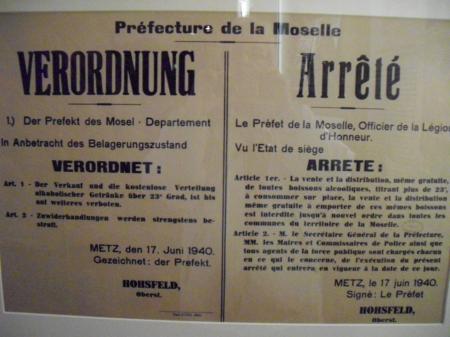 Préfecture de la Moselle
VERORDNUNG
1.) Der Prefekt des Mosel - Departement
In Anbetracht des Belagerungszustand
VERORDNET :
Art. 1 - Der Verkauf und die kostenlose Verteilung
alkoholischer Getränke über 23° Grad, ist bis
auf weiteres verboten.
Art. 2 - Zuwiderhandlungen werden strengstens be-
straft.
METZ, den 17. Juni 1940.
Gezeichnet : der Prefekt.
HOHSFELD,
Oberst.
Arrêté
Le Préfet de la Moselle, Officier de la Légion
d'Honneur.
Vu l'Etat de siège
ARRETE :
Article 1er. - La vente et la distribution, même gratuite,
de toutes boissons alcooliques, titrant plus de 23°,
à consommer sur place, la vente et la distribution
même gratuite à emporter de ces mêmes boissons
est interdite jusqu'à nouvel ordre dans toutes les
communes du territoire de la Moselle.
Article 2. - M. le Secrétaire Général de la Préfecture,
MM. les Maires et Commissaires de Police ainsi que
tous agents de la force publique sont chargés chacun
en ce qui le concerne, de l'exécution du présent
arrêté qui entrera en vigueur à la date de ce jour.
METZ, le 17 juin 1940.
Signé : Le Préfet
HOHSFELD,
Oberst.